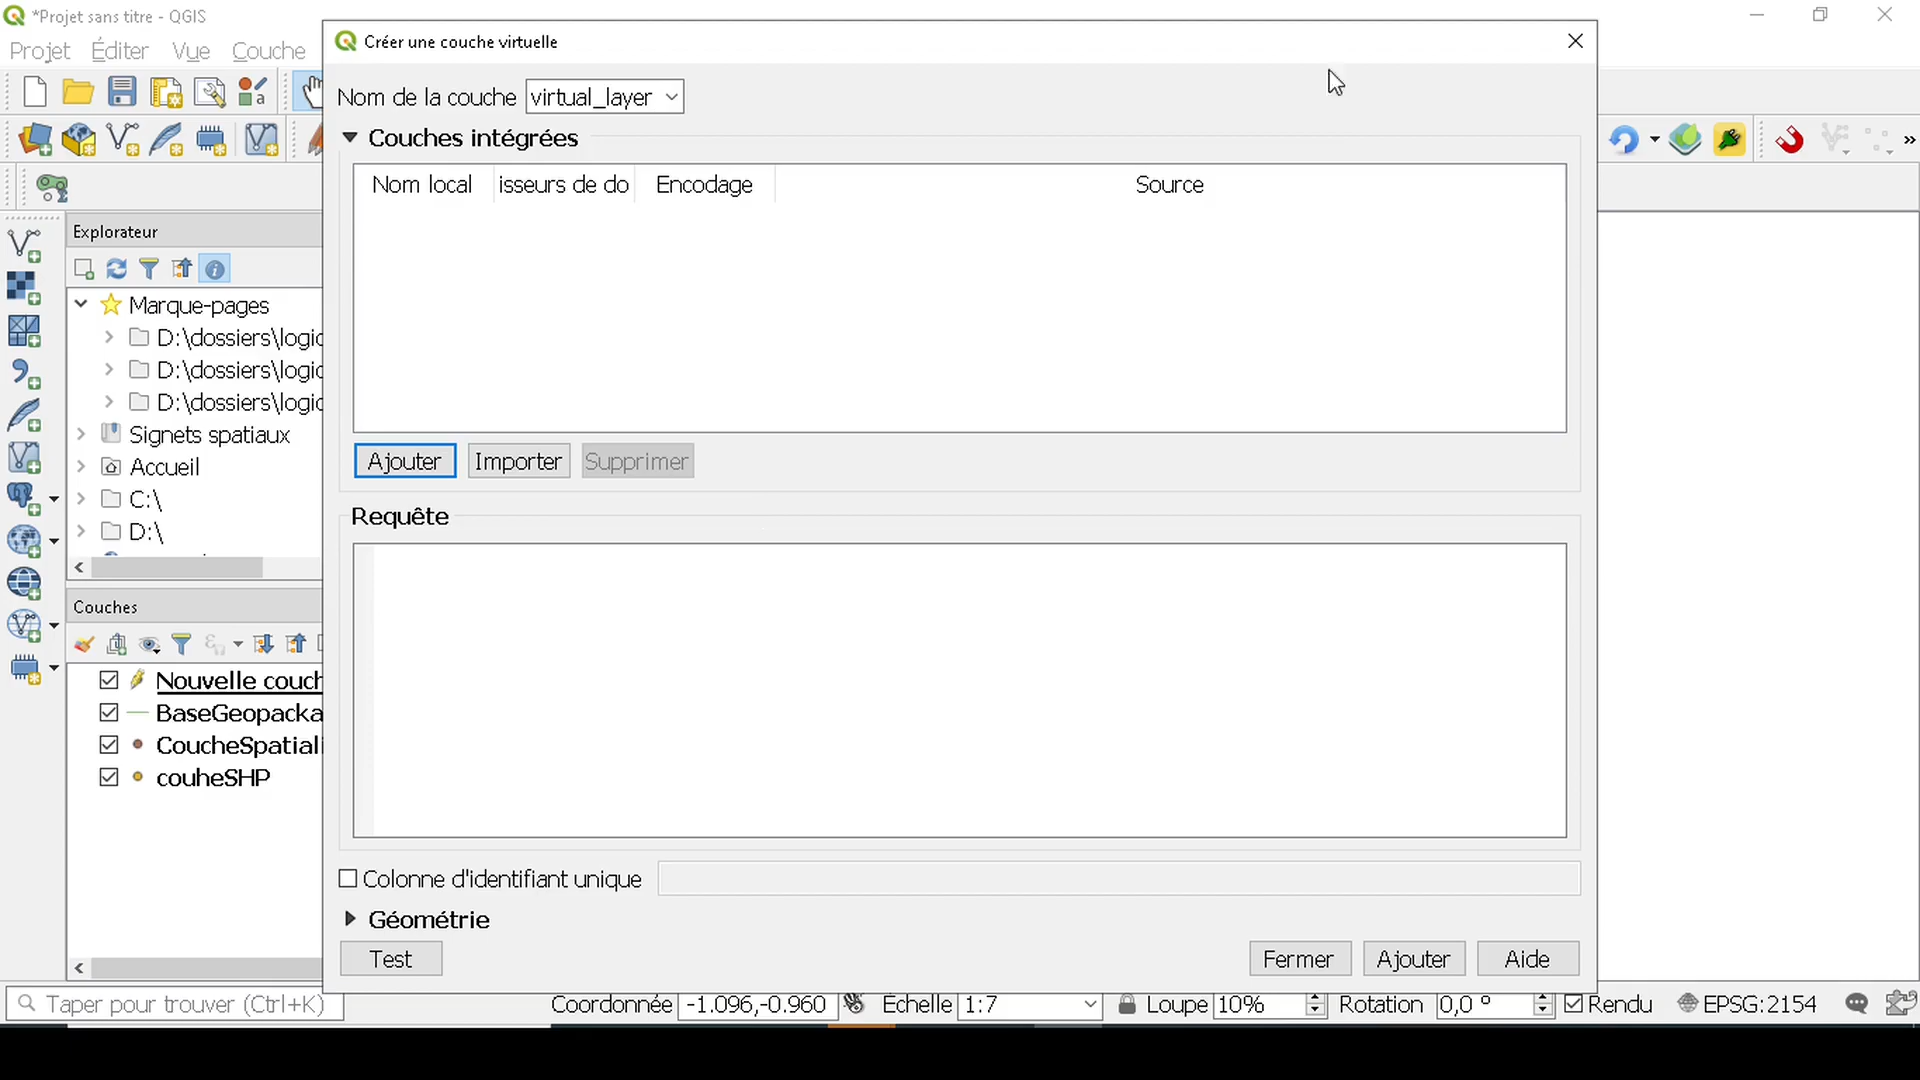 *Projet sans titre - QGIS
Projet Éditer Vue Couche
Créer une couche virtuelle
Nom de la couche virtual_layer
Couches intégrées
Nom local isseurs de do Encodage Source
Ajouter Importer Supprimer
Requête
Colonne d'identifiant unique
Géométrie
Test Fermer Ajouter Aide
Explorateur
Marque-pages
D:\dossiers\logic
D:\dossiers\logic
D:\dossiers\logic
Signets spatiaux
Accueil
C:\
D:\
Couches
Nouvelle couch
BaseGeopacka
CoucheSpatiali
couheSHP
Taper pour trouver (Ctrl+K) Coordonnée -1.096,-0.960 Échelle 1:7 Loupe 10% Rotation 0,0 ° Rendu EPSG:2154